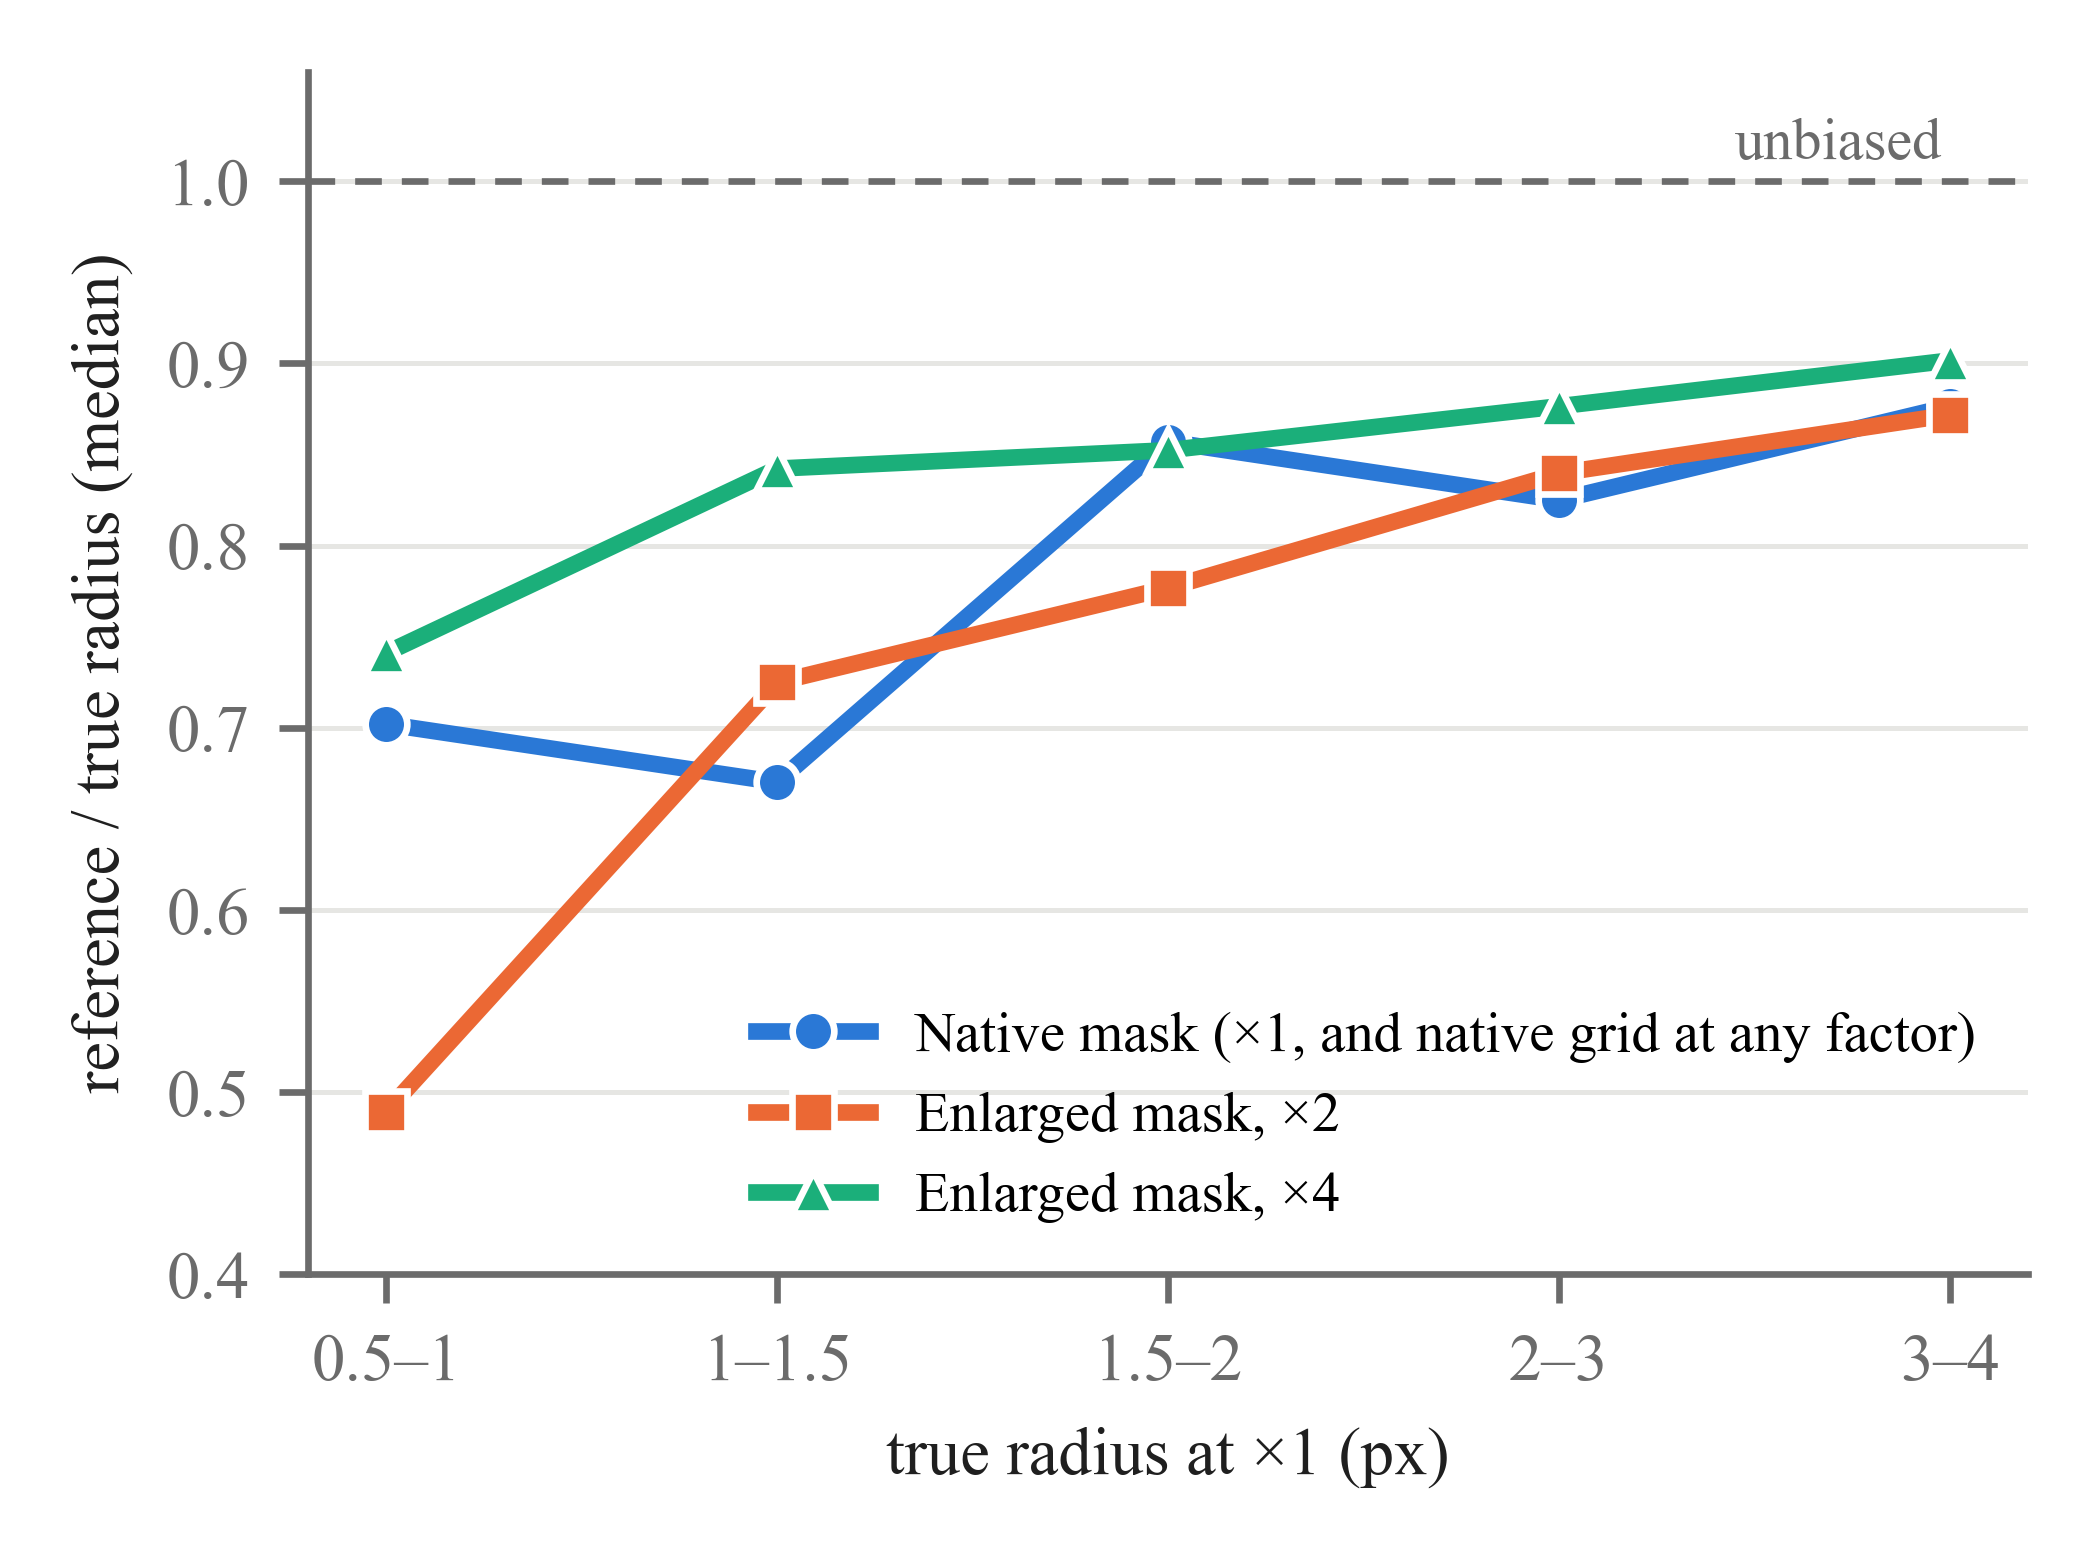 unbiased
1.0
0.9
0.8
0.7
0.6
0.5
0.4
reference / true radius (median)
Native mask (×1, and native grid at any factor)
Enlarged mask, ×2
Enlarged mask, ×4
0.5–1
1–1.5
1.5–2
2–3
3–4
true radius at ×1 (px)